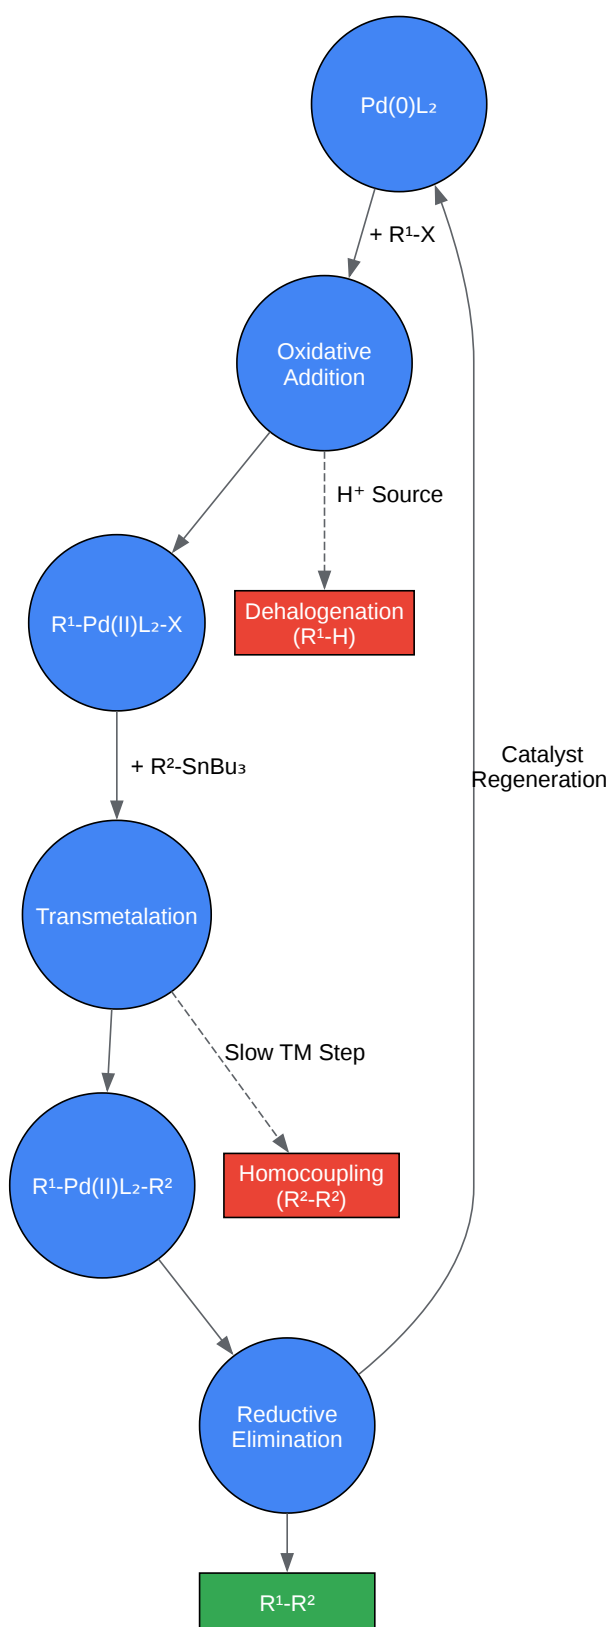 Pd(0)L₂
+ R¹-X
Oxidative
Addition
H⁺ Source
Dehalogenation
(R¹-H)
R¹-Pd(II)L₂-X
+ R²-SnBu₃
Catalyst
Regeneration
Transmetalation
Slow TM Step
Homocoupling
(R²-R²)
R¹-Pd(II)L₂-R²
Reductive
Elimination
R¹-R²